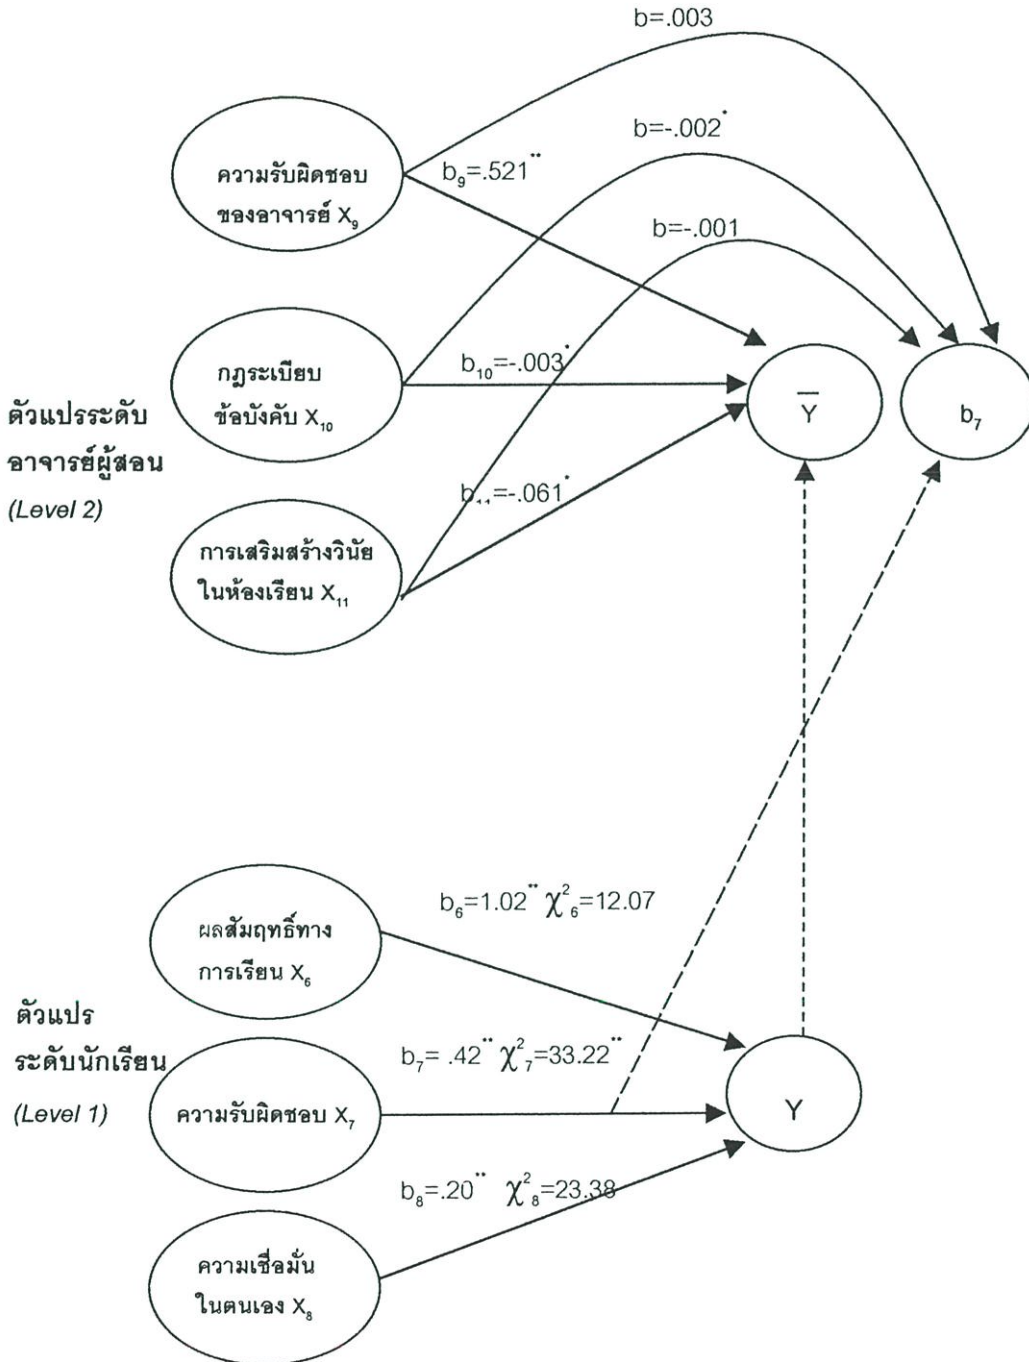 b=.003
b=-.002*
b₉=.521**
b=-.001
ความรับผิดชอบ
ของอาจารย์ X₉
กฎระเบียบ
ข้อบังคับ X₁₀
b₁₀=-.003*
Y̅
b₇
ตัวแปรระดับ
อาจารย์ผู้สอน
(Level 2)
b₁₁=-.061*
การเสริมสร้างวินัย
ในห้องเรียน X₁₁
b₆=1.02** χ²₆=12.07
ผลสัมฤทธิ์ทาง
การเรียน X₆
ตัวแปร
ระดับนักเรียน
(Level 1)
b₇= .42** χ²₇=33.22**
ความรับผิดชอบ X₇
Y
b₈=.20** χ²₈=23.38
ความเชื่อมั่น
ในตนเอง X₈